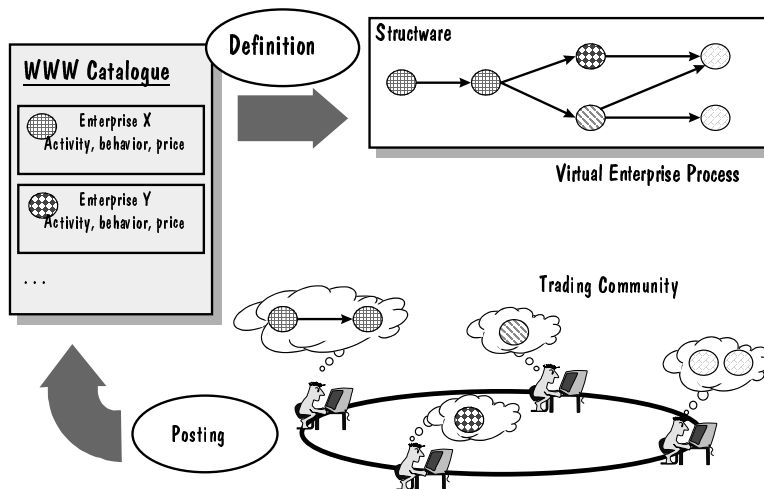 Definition
Structware
WWW Catalogue
Enterprise X
Activity, behavior, price
Enterprise Y
Activity, behavior, price
...
Virtual Enterprise Process
Trading Community
Posting